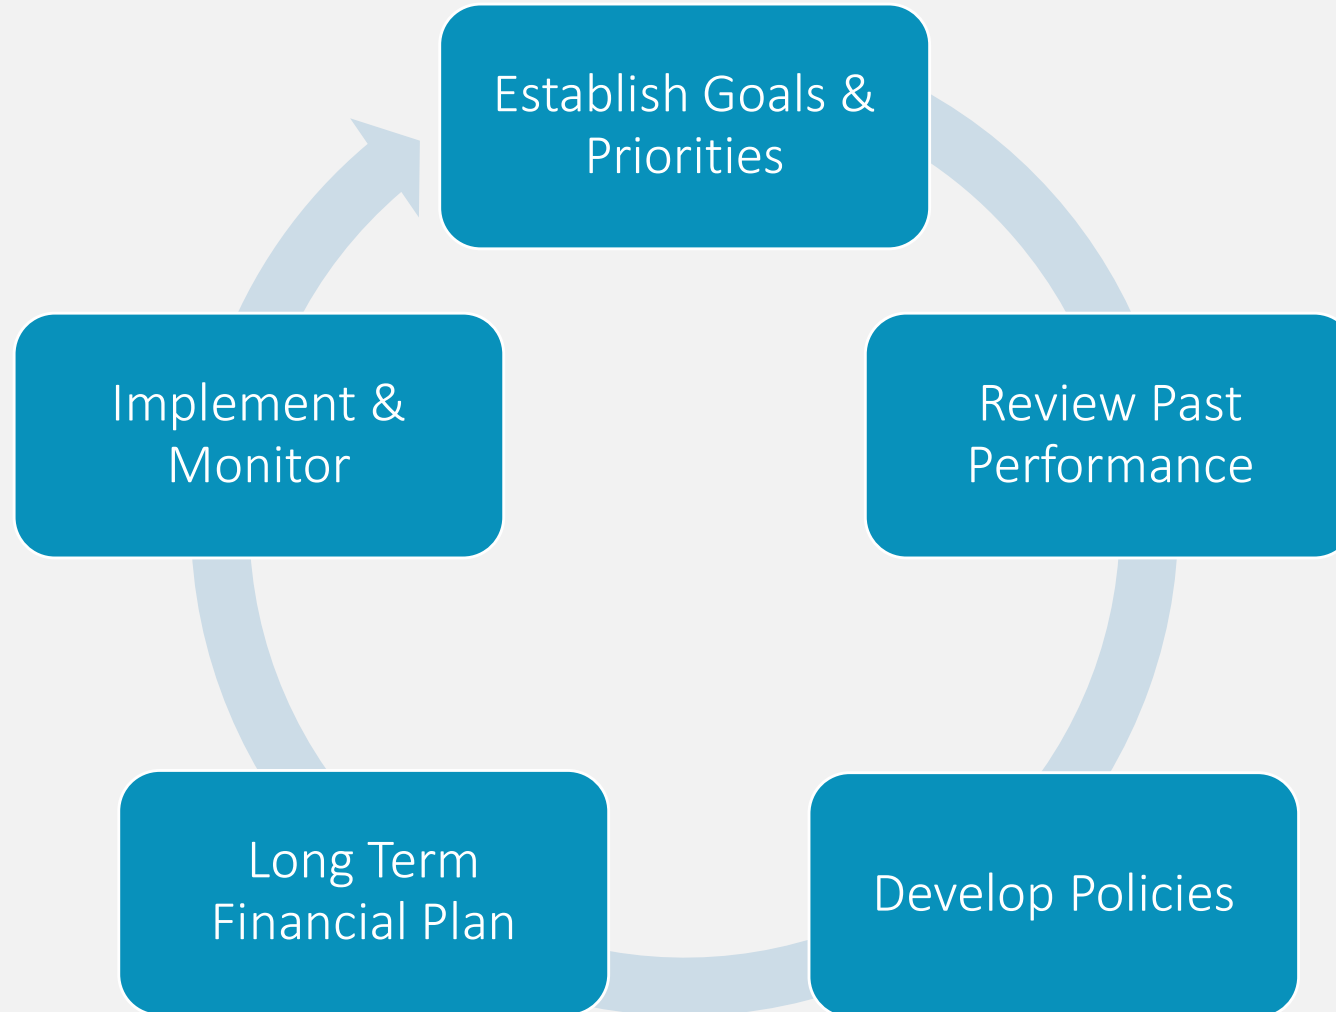 Establish Goals &
Priorities
Review Past
Performance
Develop Policies
Long Term
Financial Plan
Implement &
Monitor